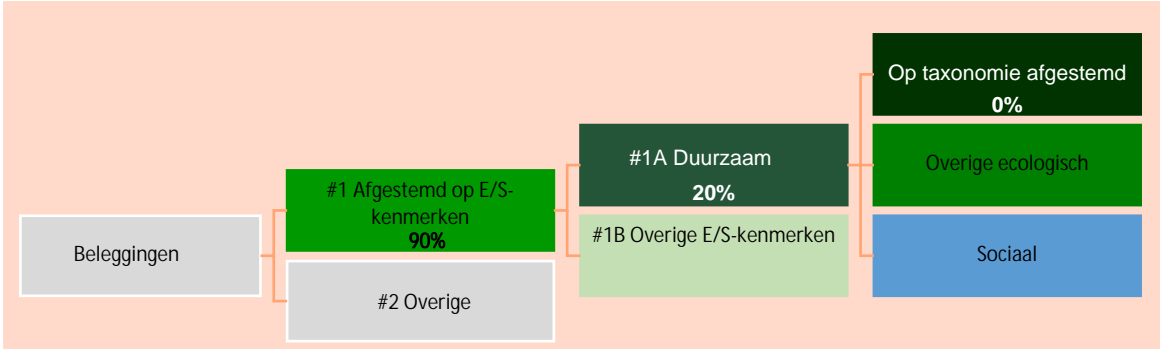 Beleggingen
#1 Afgestemd op E/S-
kenmerken
90%
#2 Overige
#1A Duurzaam
20%
#1B Overige E/S-kenmerken
Op taxonomie afgestemd
0%
Overige ecologisch
Sociaal